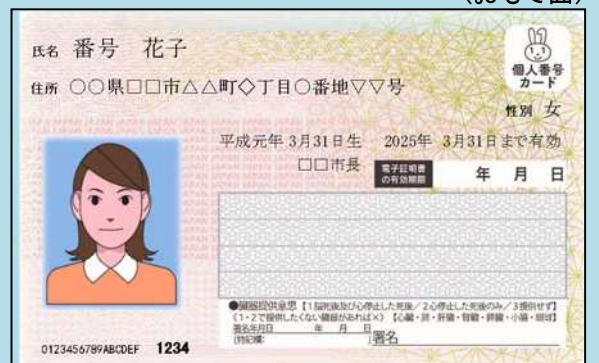 (おもて面)
氏名 番号 花子
個人番号
カード
住所 ○○県□□市△△町◇丁目○番地▽▽号
性別 女
平成元年 3月31日生 2025年 3月31日まで有効
□□市長 電子証明書の有効期限 年 月 日
●臓器提供意思【1 脳死後及び心停止した死後/2 心停止した死後のみ/3 提供せず】
《1・2で提供したくない臓器があれば×》【心臓・肺・肝臓・腎臓・膵臓・小腸・眼球】
署名年月日 年 月 日
[特記欄: ] 署名
0123456789ABCDEF 1234